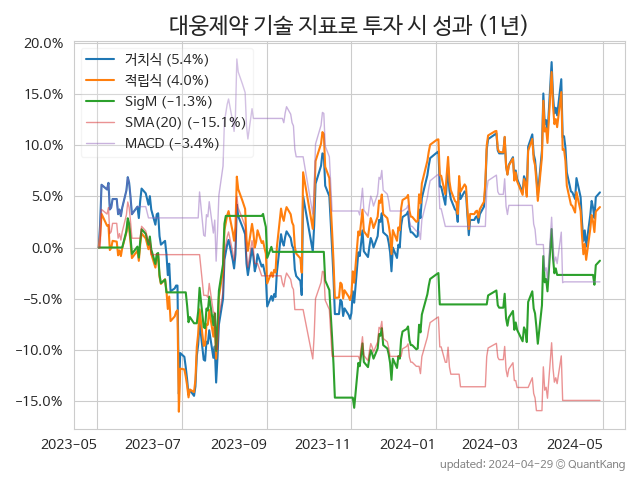 대웅제약 기술 지표로 투자 시 성과 (1년)
20.0%
15.0%
10.0%
5.0%
0.0%
−5.0%
−10.0%
−15.0%
거치식 (5.4%)
적립식 (4.0%)
SigM (−1.3%)
SMA(20) (−15.1%)
MACD (−3.4%)
2023-05 2023-07 2023-09 2023-11 2024-01 2024-03 2024-05
updated: 2024-04-29 ⓒ QuantKang